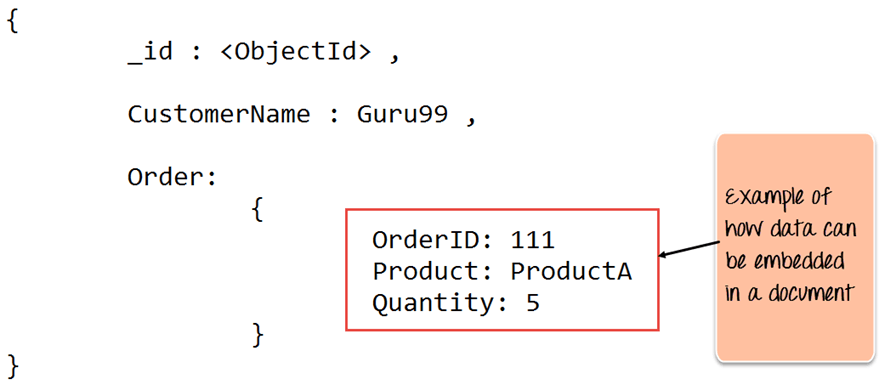 {
_id : <ObjectId> ,
CustomerName : Guru99 ,
Order:
{
OrderID: 111
Product: ProductA
Quantity: 5
}
}
Example of
how data can
be embedded
in a document